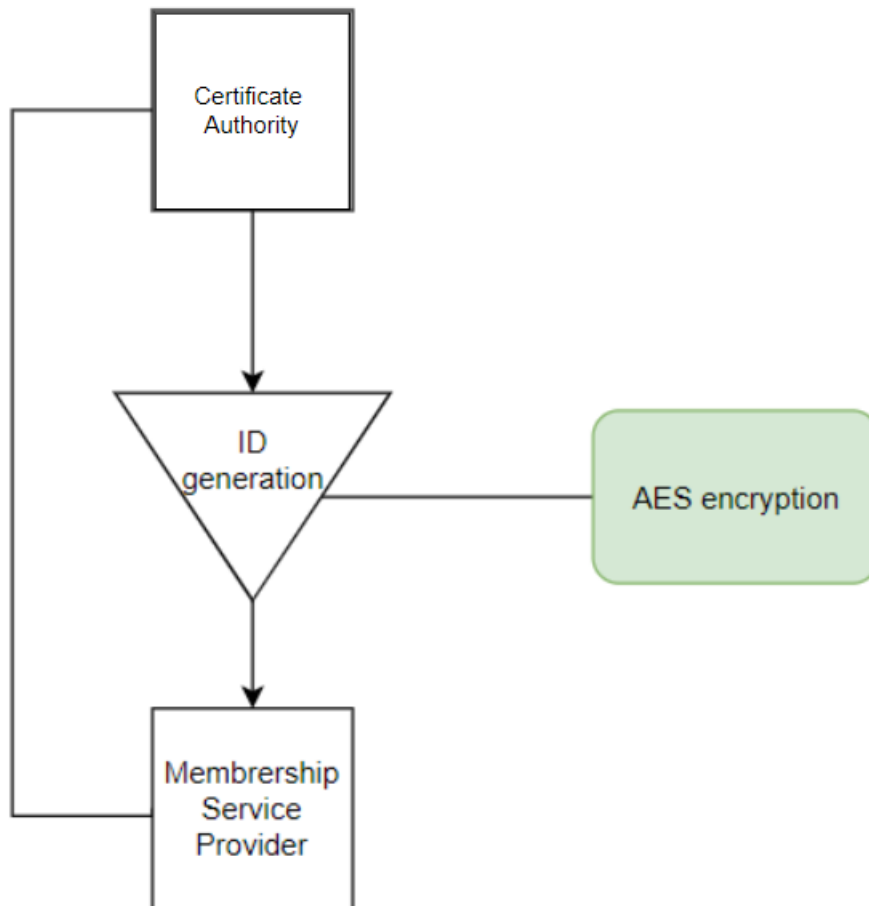 Certificate
Authority
ID
generation
AES encryption
Membrership
Service
Provider